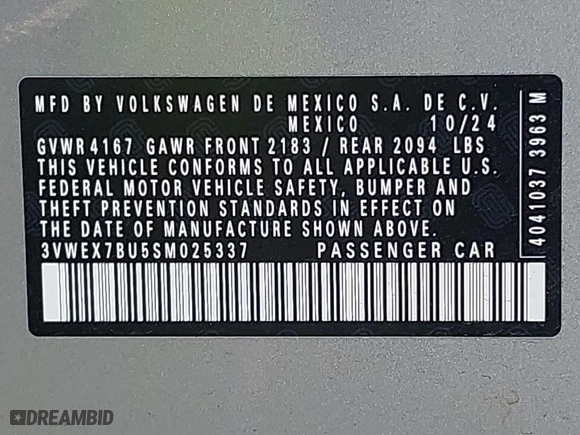 MFD BY VOLKSWAGEN DE MEXICO S.A. DE C.V.
MEXICO 10/24
GVWR 4167 GAWR FRONT 2183 / REAR 2094 LBS
THIS VEHICLE CONFORMS TO ALL APPLICABLE U.S.
FEDERAL MOTOR VEHICLE SAFETY, BUMPER AND
THEFT PREVENTION STANDARDS IN EFFECT ON
THE DATE OF MANUFACTURE SHOWN ABOVE.
3VWEX7BU5SM025337 PASSENGER CAR
4041037 3963 M
DREAMBID